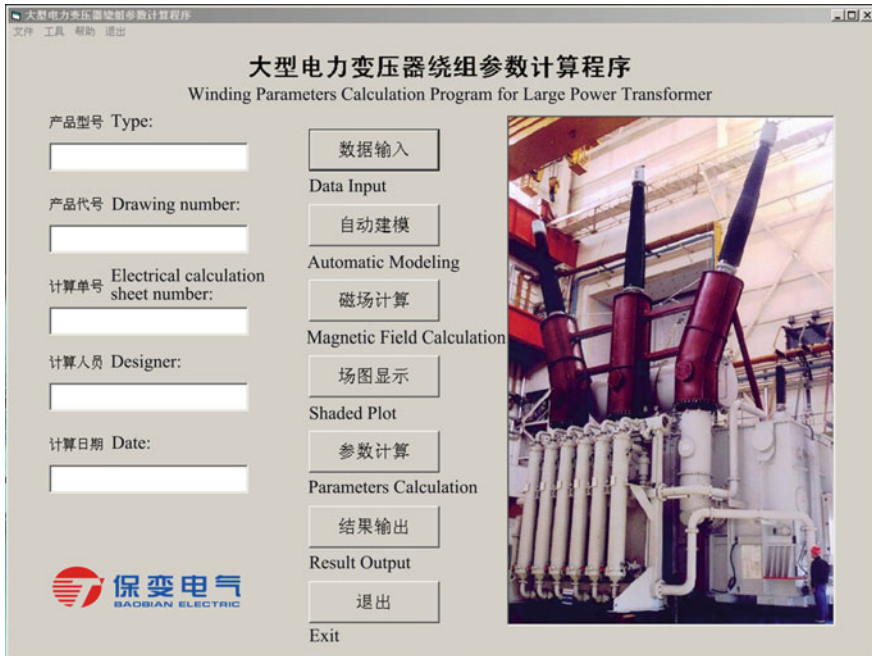 大型电力变压器绕组参数计算程序
文件 工具 帮助 退出
大型电力变压器绕组参数计算程序
Winding Parameters Calculation Program for Large Power Transformer
产品型号 Type:
产品代号 Drawing number:
计算单号 Electrical calculation
sheet number:
计算人员 Designer:
计算日期 Date:
数据输入
Data Input
自动建模
Automatic Modeling
磁场计算
Magnetic Field Calculation
场图显示
Shaded Plot
参数计算
Parameters Calculation
结果输出
Result Output
退出
Exit
保变电气
BAOBIAN ELECTRIC